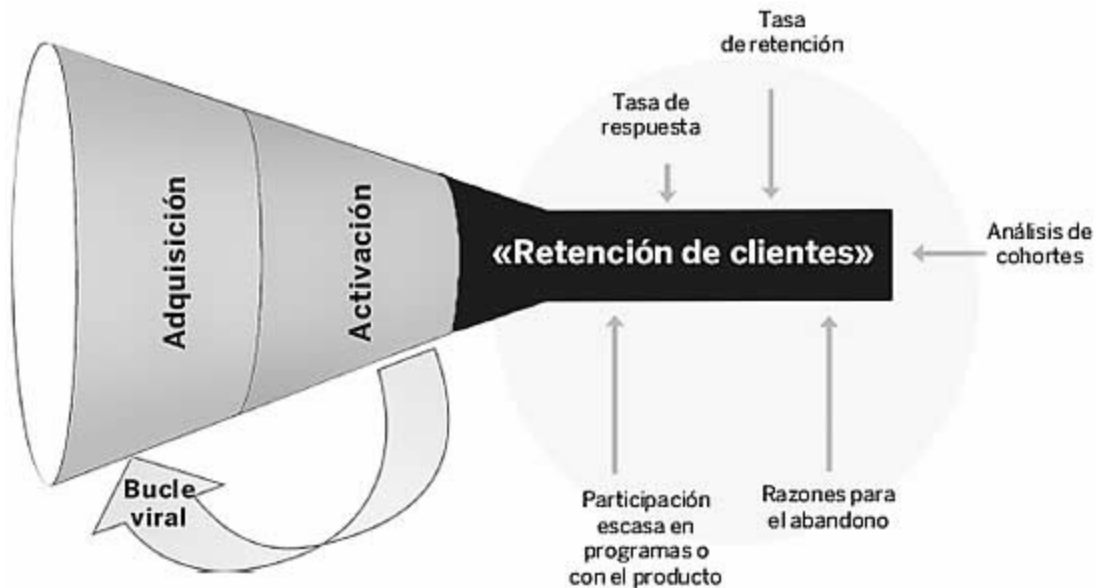 Tasa
de retención
Tasa de
respuesta
Adquisición
Activación
«Retención de clientes»
Análisis de
cohortes
Bucle
viral
Participación
escasa en
programas o
con el producto
Razones para
el abandono